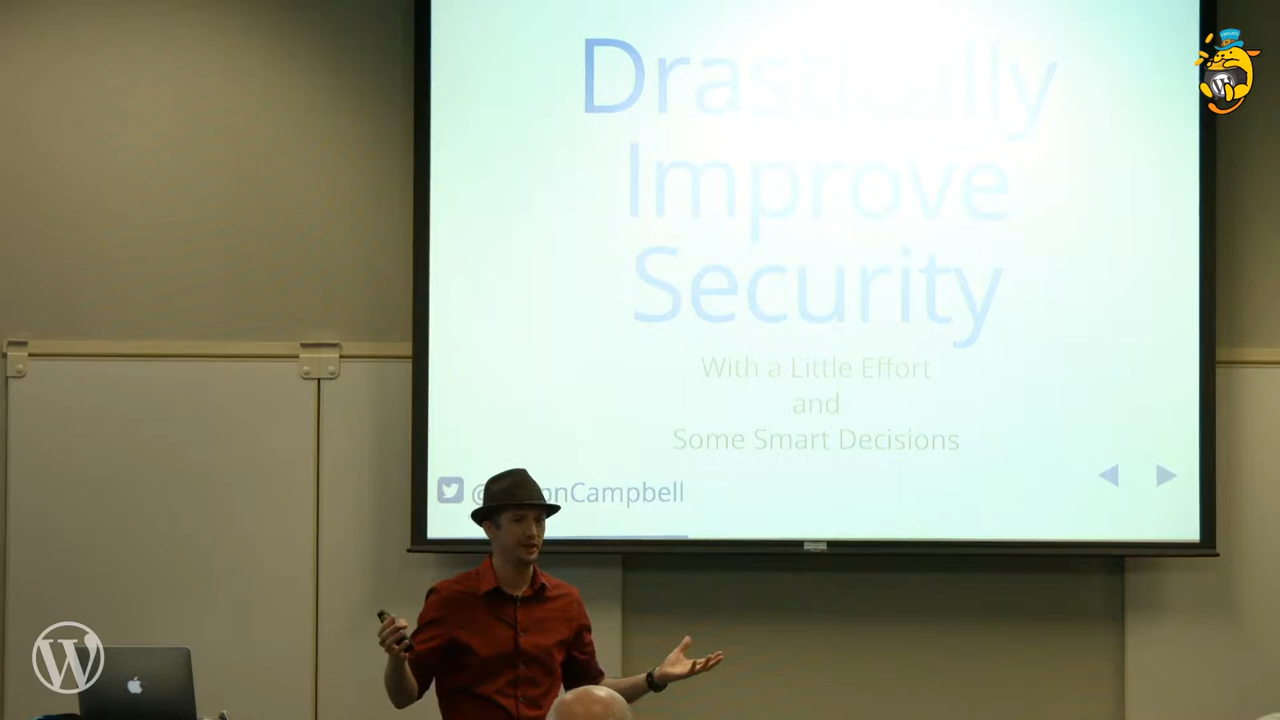 Drastically
Improve
Security
With a Little Effort
and
Some Smart Decisions